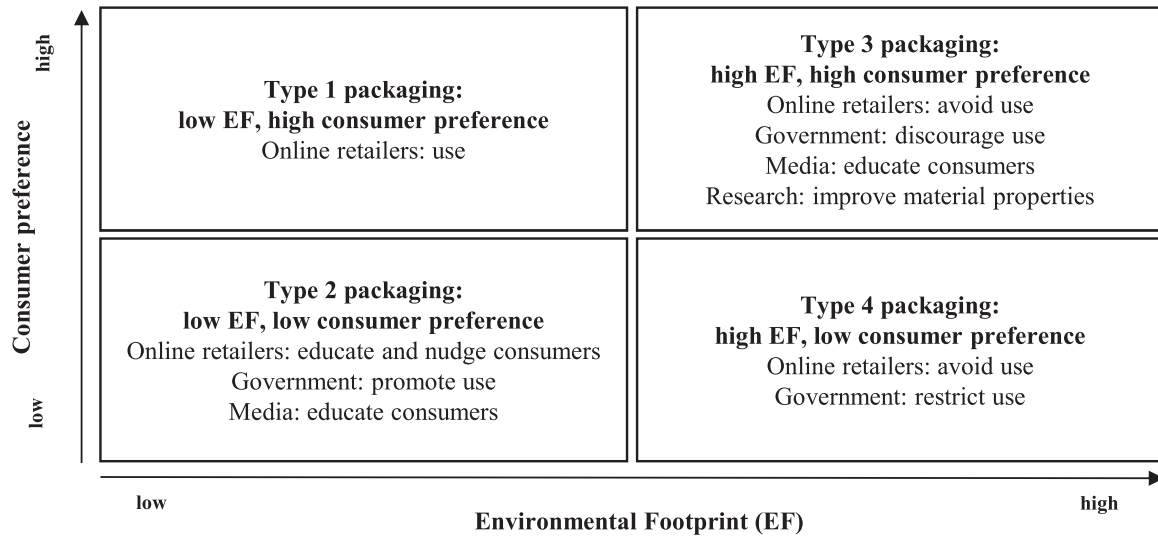 high
Type 1 packaging:
low EF, high consumer preference
Online retailers: use
Type 3 packaging:
high EF, high consumer preference
Online retailers: avoid use
Government: discourage use
Media: educate consumers
Research: improve material properties
Consumer preference
Type 2 packaging:
low EF, low consumer preference
Online retailers: educate and nudge consumers
Government: promote use
Media: educate consumers
Type 4 packaging:
high EF, low consumer preference
Online retailers: avoid use
Government: restrict use
low
low
high
Environmental Footprint (EF)